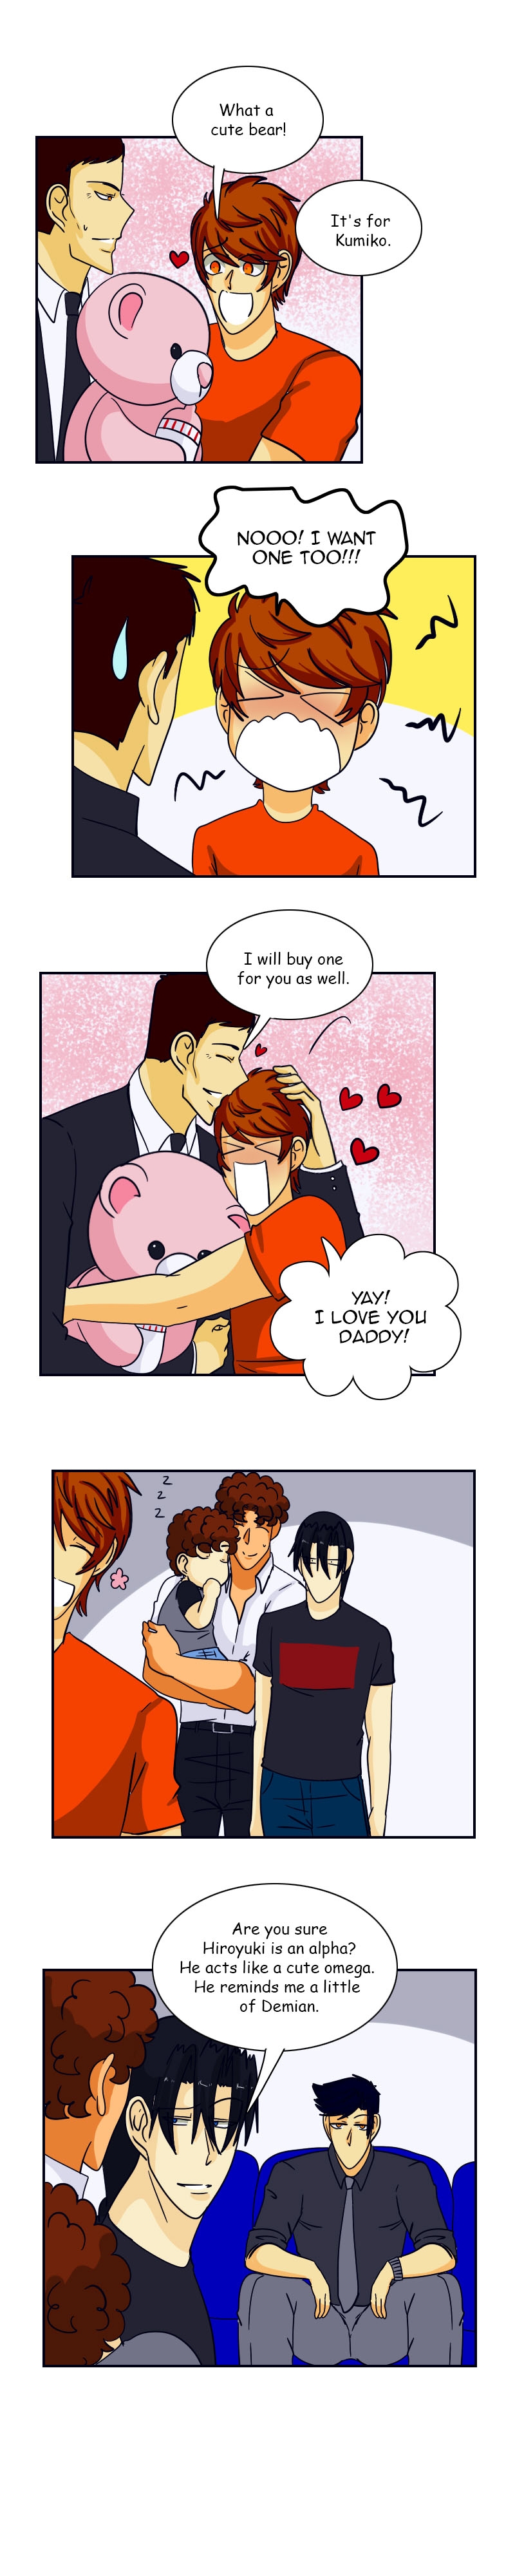 What a
cute bear!
It's for
Kumiko.
NOOO! I WANT
ONE TOO!!!
I will buy one
for you as well.
YAY!
I LOVE YOU
DADDY!
z
z
z
Are you sure
Hiroyuki is an alpha?
He acts like a cute omega.
He reminds me a little
of Demian.